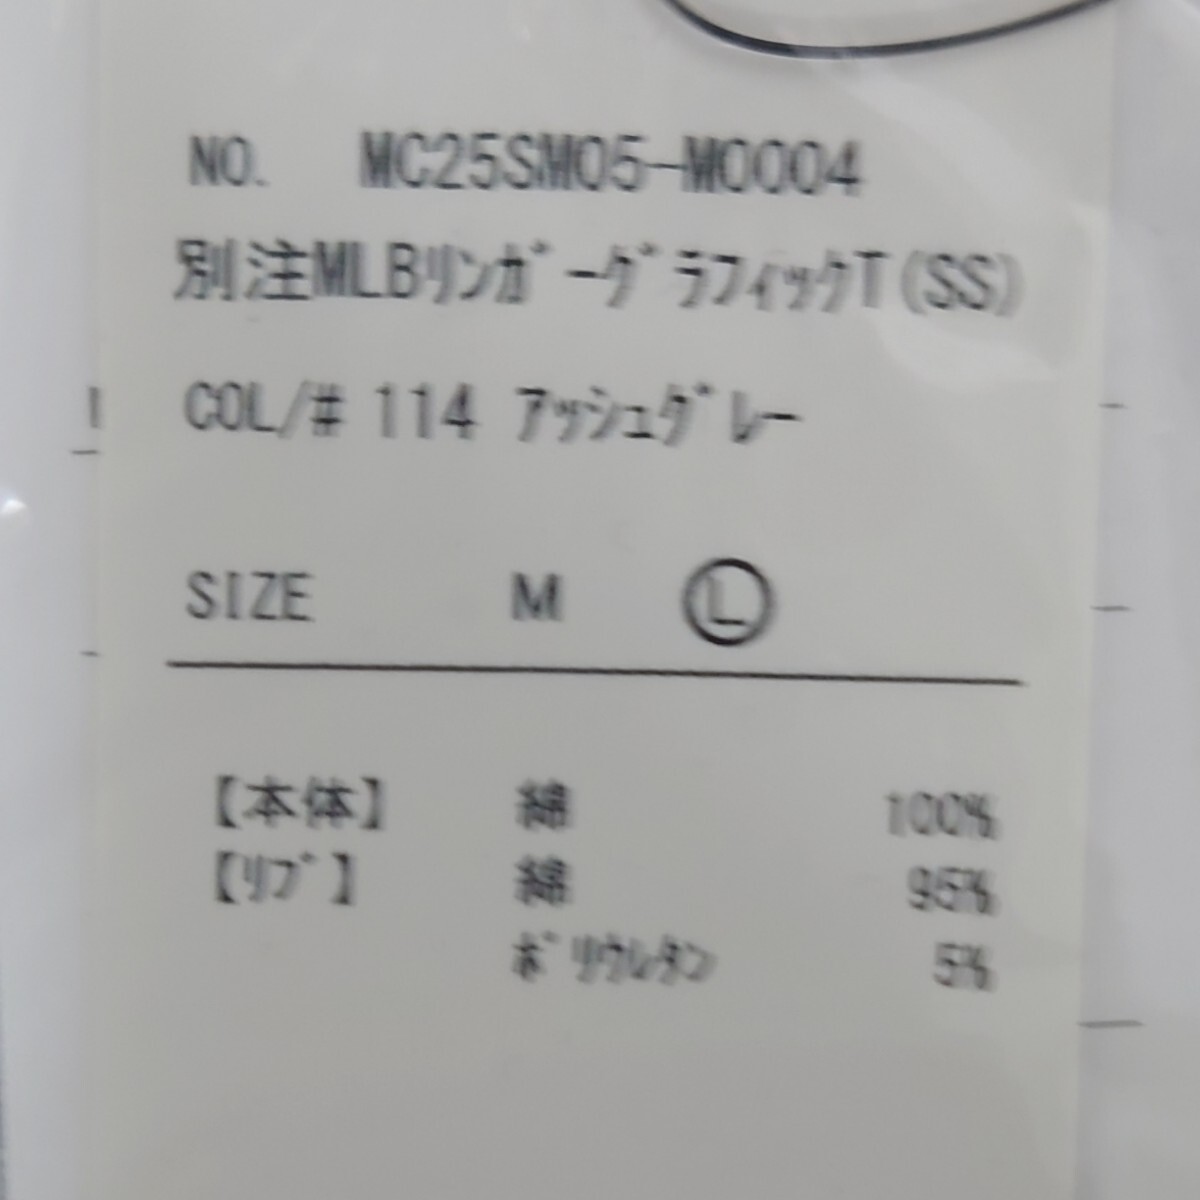 NO. MC25SM05-M0004
別注MLBﾘﾝｶﾞｰｸﾞﾗﾌｨｯｸT(SS)
COL/# 114 ｱｯｼｭｸﾞﾚｰ
SIZE M Ⓛ
【本体】 綿 100%
【ﾘﾌﾞ】 綿 95%
ﾎﾟﾘｳﾚﾀﾝ 5%